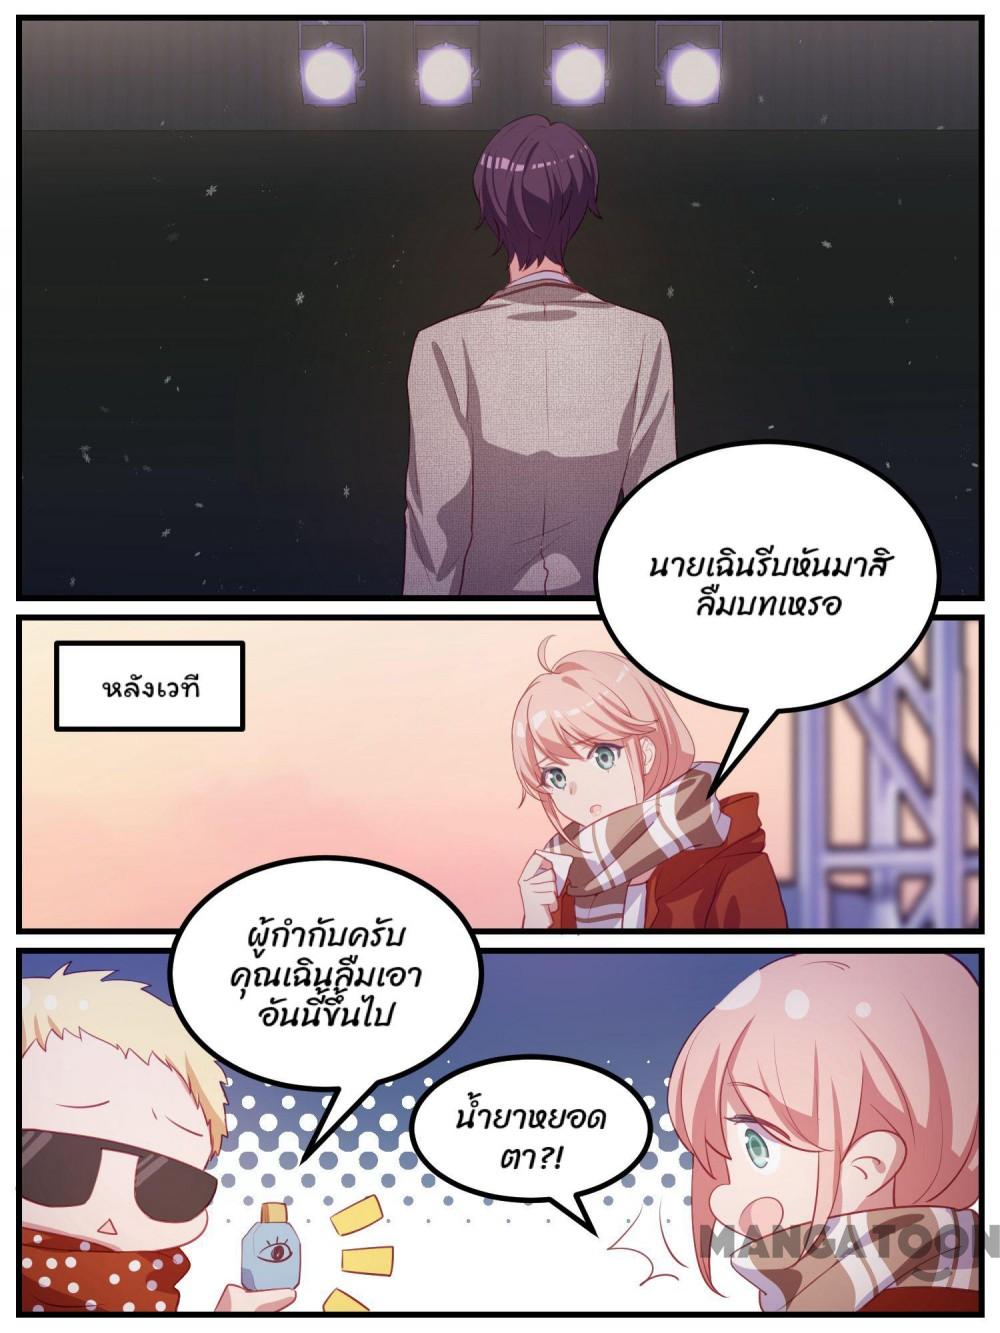 นายเฉินรีบหันมาสิ
ลืมบทเหรอ
หลังเวที
ผู้กำกับครับ
คุณเฉินลืมเอา
อันนี้ขึ้นไป
น้ำยาหยอด
ตา?!
MANGATOON